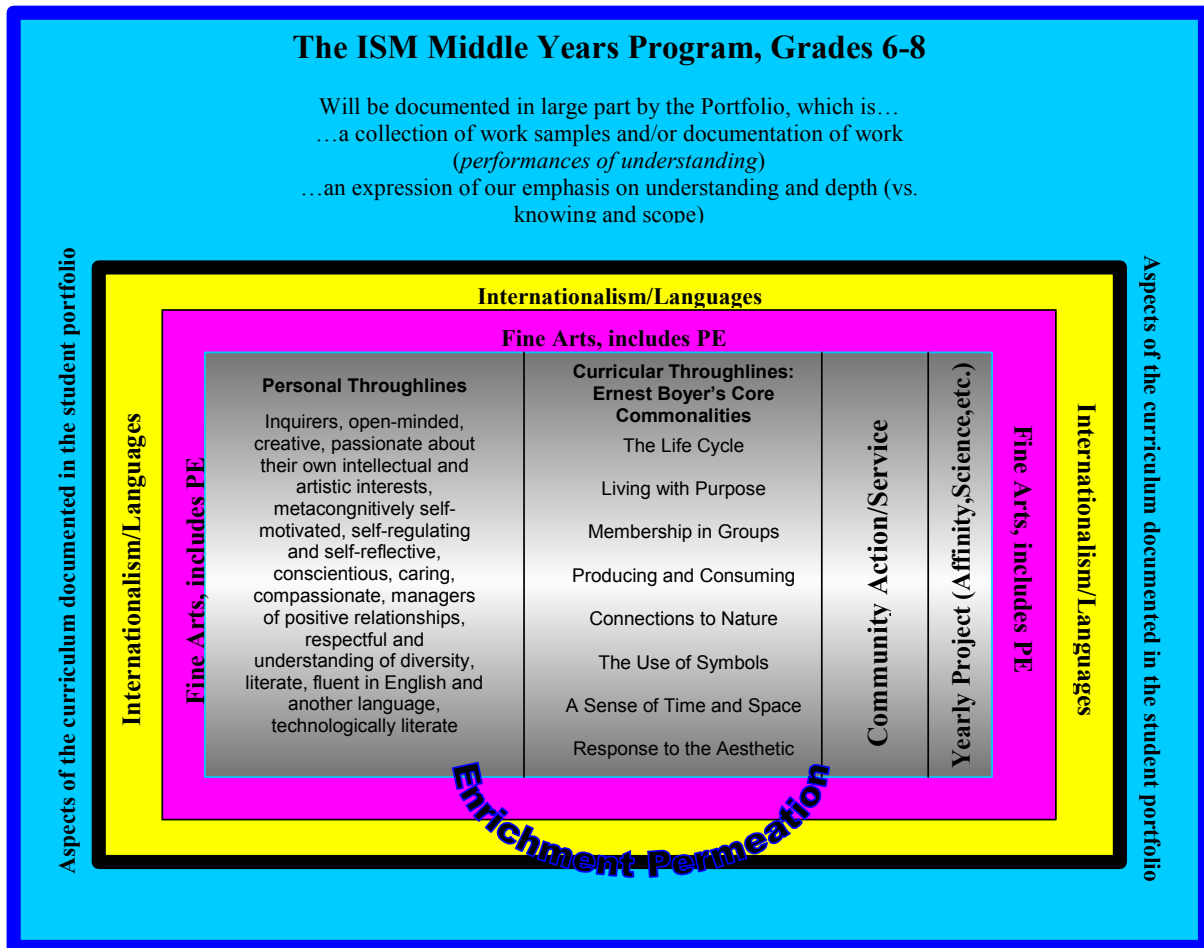 The ISM Middle Years Program, Grades 6-8
Will be documented in large part by the Portfolio, which is…
…a collection of work samples and/or documentation of work
(performances of understanding)
…an expression of our emphasis on understanding and depth (vs.
knowing and scope)
Aspects of the curriculum documented in the student portfolio
Internationalism/Languages
Internationalism/Languages
Fine Arts, includes PE
Fine Arts, includes PE
Personal Throughlines
Inquirers, open-minded,
creative, passionate about
their own intellectual and
artistic interests,
metacongnitively self-
motivated, self-regulating
and self-reflective,
conscientious, caring,
compassionate, managers
of positive relationships,
respectful and
understanding of diversity,
literate, fluent in English and
another language,
technologically literate
Curricular Throughlines:
Ernest Boyer's Core
Commonalities
The Life Cycle
Living with Purpose
Membership in Groups
Producing and Consuming
Connections to Nature
The Use of Symbols
A Sense of Time and Space
Response to the Aesthetic
Community Action/Service
Yearly Project (Affinity,Science,etc.)
Fine Arts, includes PE
Internationalism/Languages
Aspects of the curriculum documented in the student portfolio
Enrichment Permeation